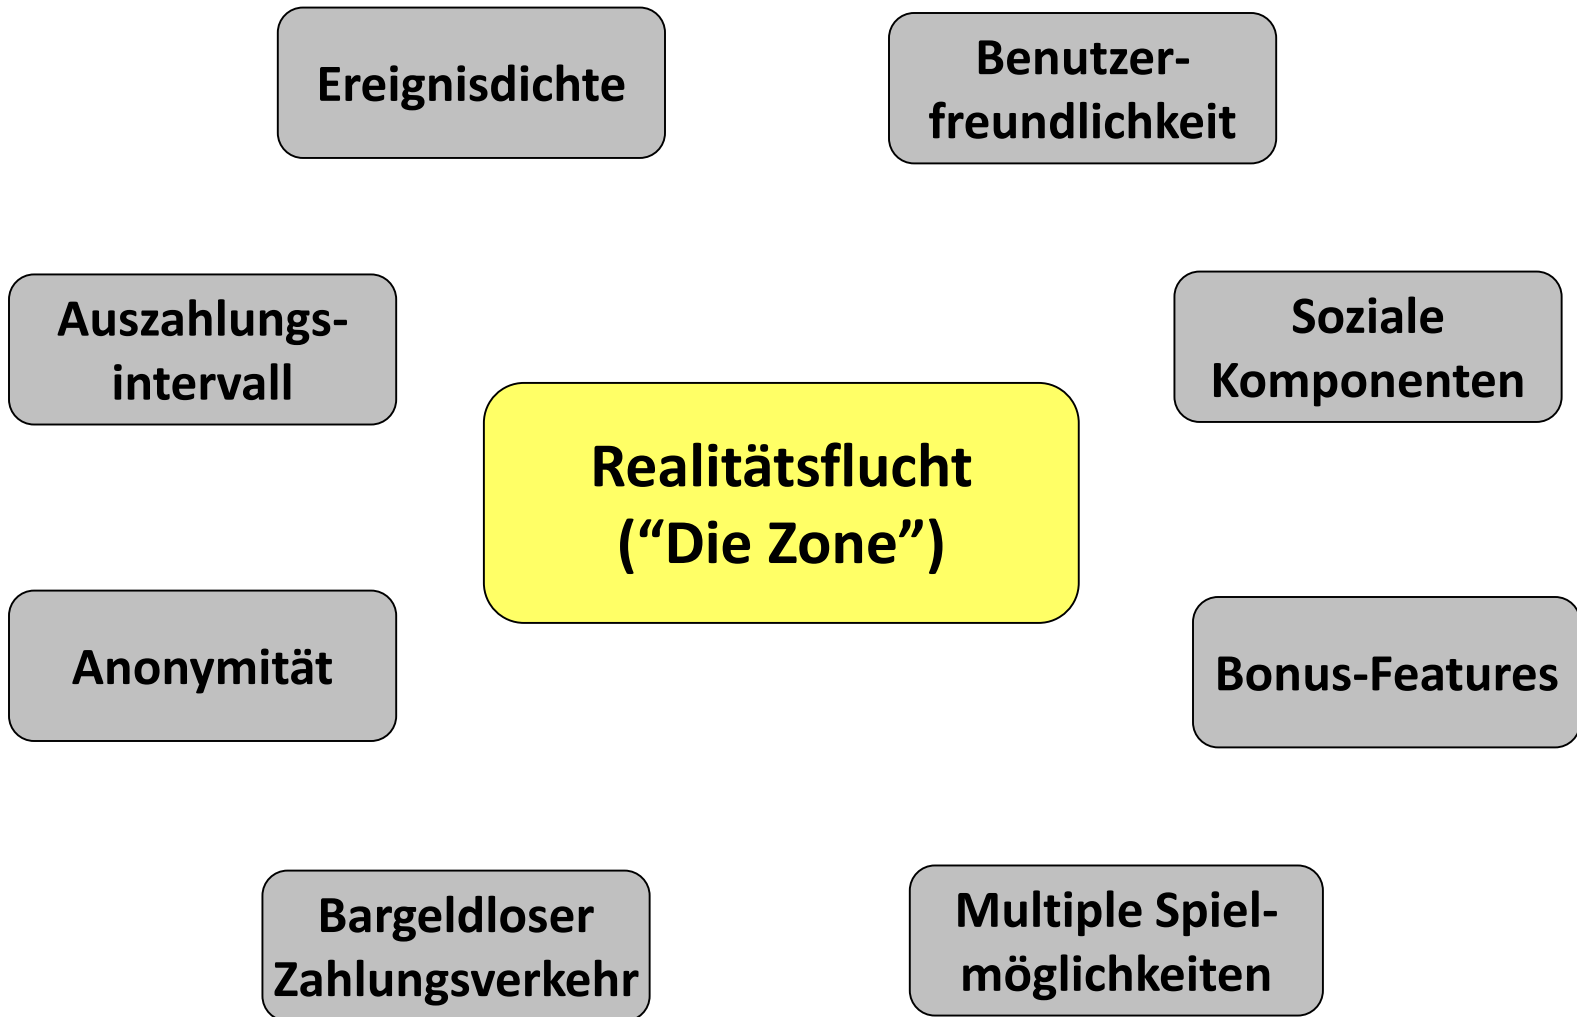 Ereignisdichte
Benutzer-
freundlichkeit
Auszahlungs-
intervall
Soziale
Komponenten
Realitätsflucht
(“Die Zone”)
Anonymität
Bonus-Features
Bargeldloser
Zahlungsverkehr
Multiple Spiel-
möglichkeiten